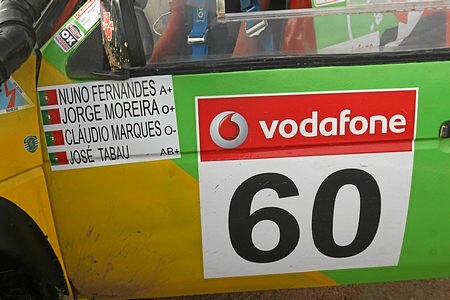 NUNO FERNANDES A+
JORGE MOREIRA O+
CLÁUDIO MARQUES O-
JOSÉ TABAU AB+
vodafone
60